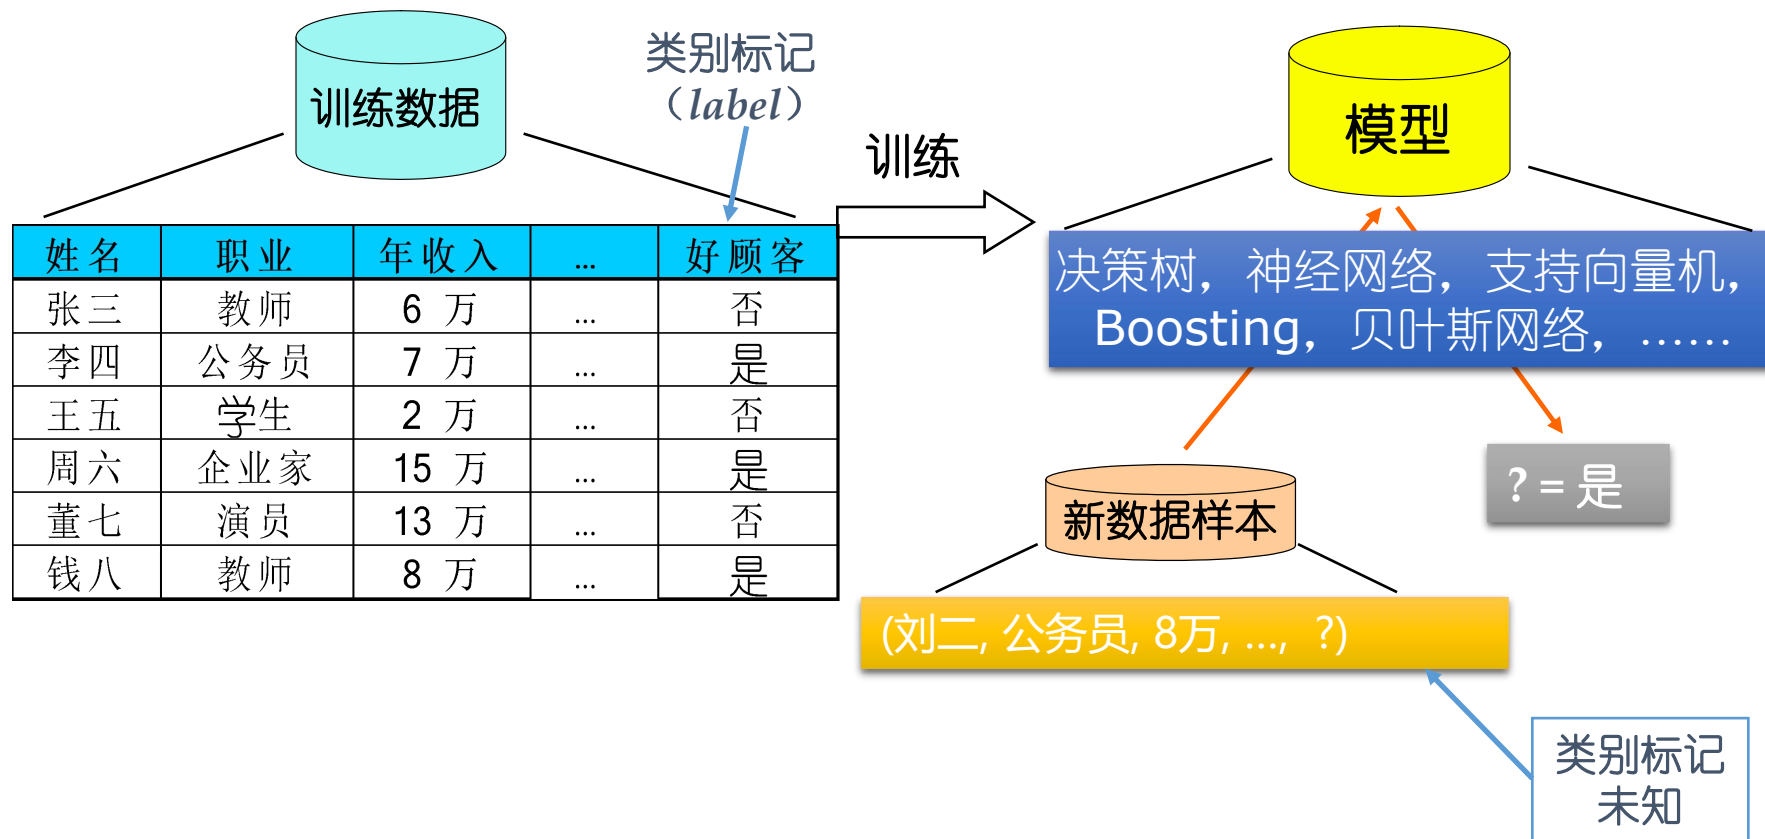 训练数据
类别标记
（label）
训练
模型
姓名 职业 年收入 ... 好顾客
张三 教师 6 万 ... 否
李四 公务员 7 万 ... 是
王五 学生 2 万 ... 否
周六 企业家 15 万 ... 是
董七 演员 13 万 ... 否
钱八 教师 8 万 ... 是
决策树，神经网络，支持向量机，
Boosting，贝叶斯网络，……
? = 是
新数据样本
(刘二, 公务员, 8万, ..., ?)
类别标记
未知